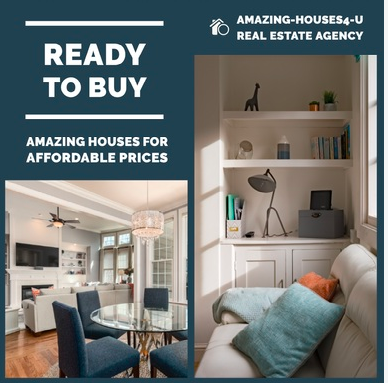 READY
TO BUY
AMAZING HOUSES FOR
AFFORDABLE PRICES
AMAZING-HOUSES4-U
REAL ESTATE AGENCY